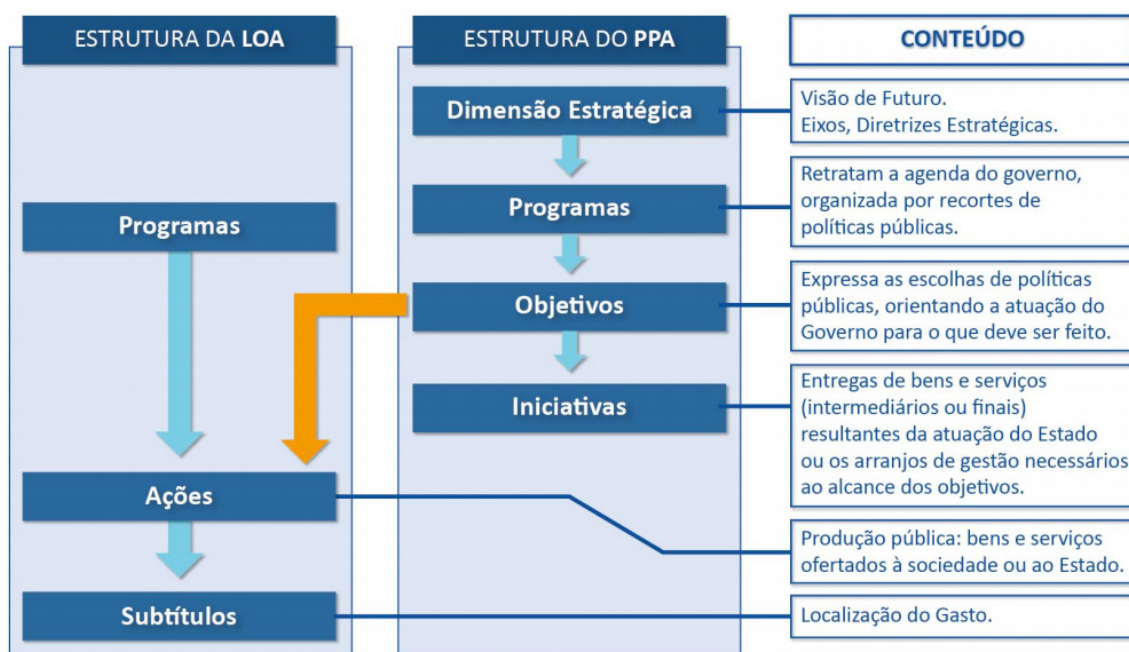 ESTRUTURA DA LOA
ESTRUTURA DO PPA
CONTEÚDO
Dimensão Estratégica
Visão de Futuro.
Eixos, Diretrizes Estratégicas.
Programas
Programas
Retratam a agenda do governo,
organizada por recortes de
políticas públicas.
Objetivos
Expressa as escolhas de políticas
públicas, orientando a atuação do
Governo para o que deve ser feito.
Iniciativas
Entregas de bens e serviços
(intermediários ou finais)
resultantes da atuação do Estado
ou os arranjos de gestão necessários
ao alcance dos objetivos.
Ações
Produção pública: bens e serviços
ofertados à sociedade ou ao Estado.
Subtítulos
Localização do Gasto.